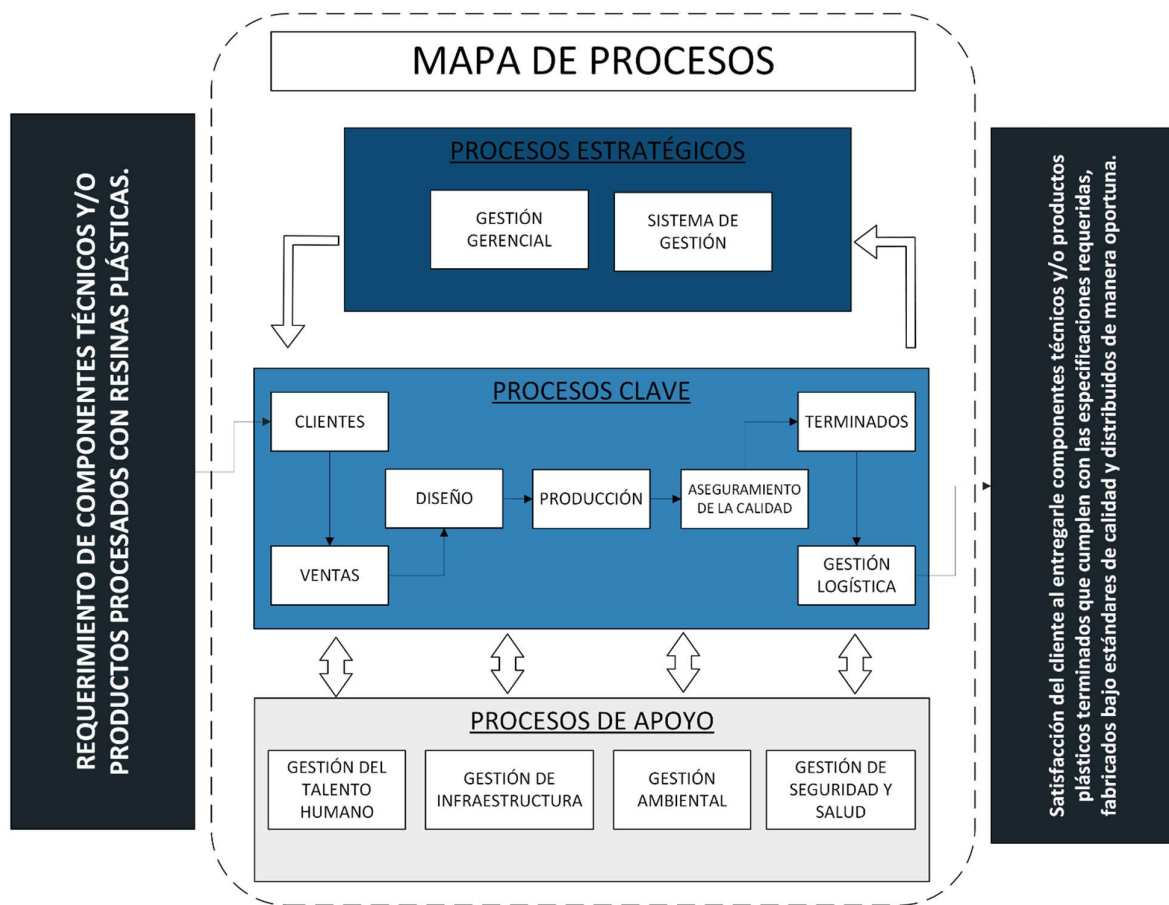 MAPA DE PROCESOS
REQUERIMIENTO DE COMPONENTES TÉCNICOS Y/O
PRODUCTOS PROCESADOS CON RESINAS PLÁSTICAS.
PROCESOS ESTRATÉGICOS
GESTIÓN
GERENCIAL
SISTEMA DE
GESTIÓN
PROCESOS CLAVE
CLIENTES
VENTAS
DISEÑO
PRODUCCIÓN
ASEGURAMIENTO
DE LA CALIDAD
TERMINADOS
GESTIÓN
LOGÍSTICA
PROCESOS DE APOYO
GESTIÓN DEL
TALENTO
HUMANO
GESTIÓN DE
INFRAESTRUCTURA
GESTIÓN
AMBIENTAL
GESTIÓN DE
SEGURIDAD Y
SALUD
Satisfacción del cliente al entregarle componentes técnicos y/o productos
plásticos terminados que cumplen con las especificaciones requeridas,
fabricados bajo estándares de calidad y distribuidos de manera oportuna.